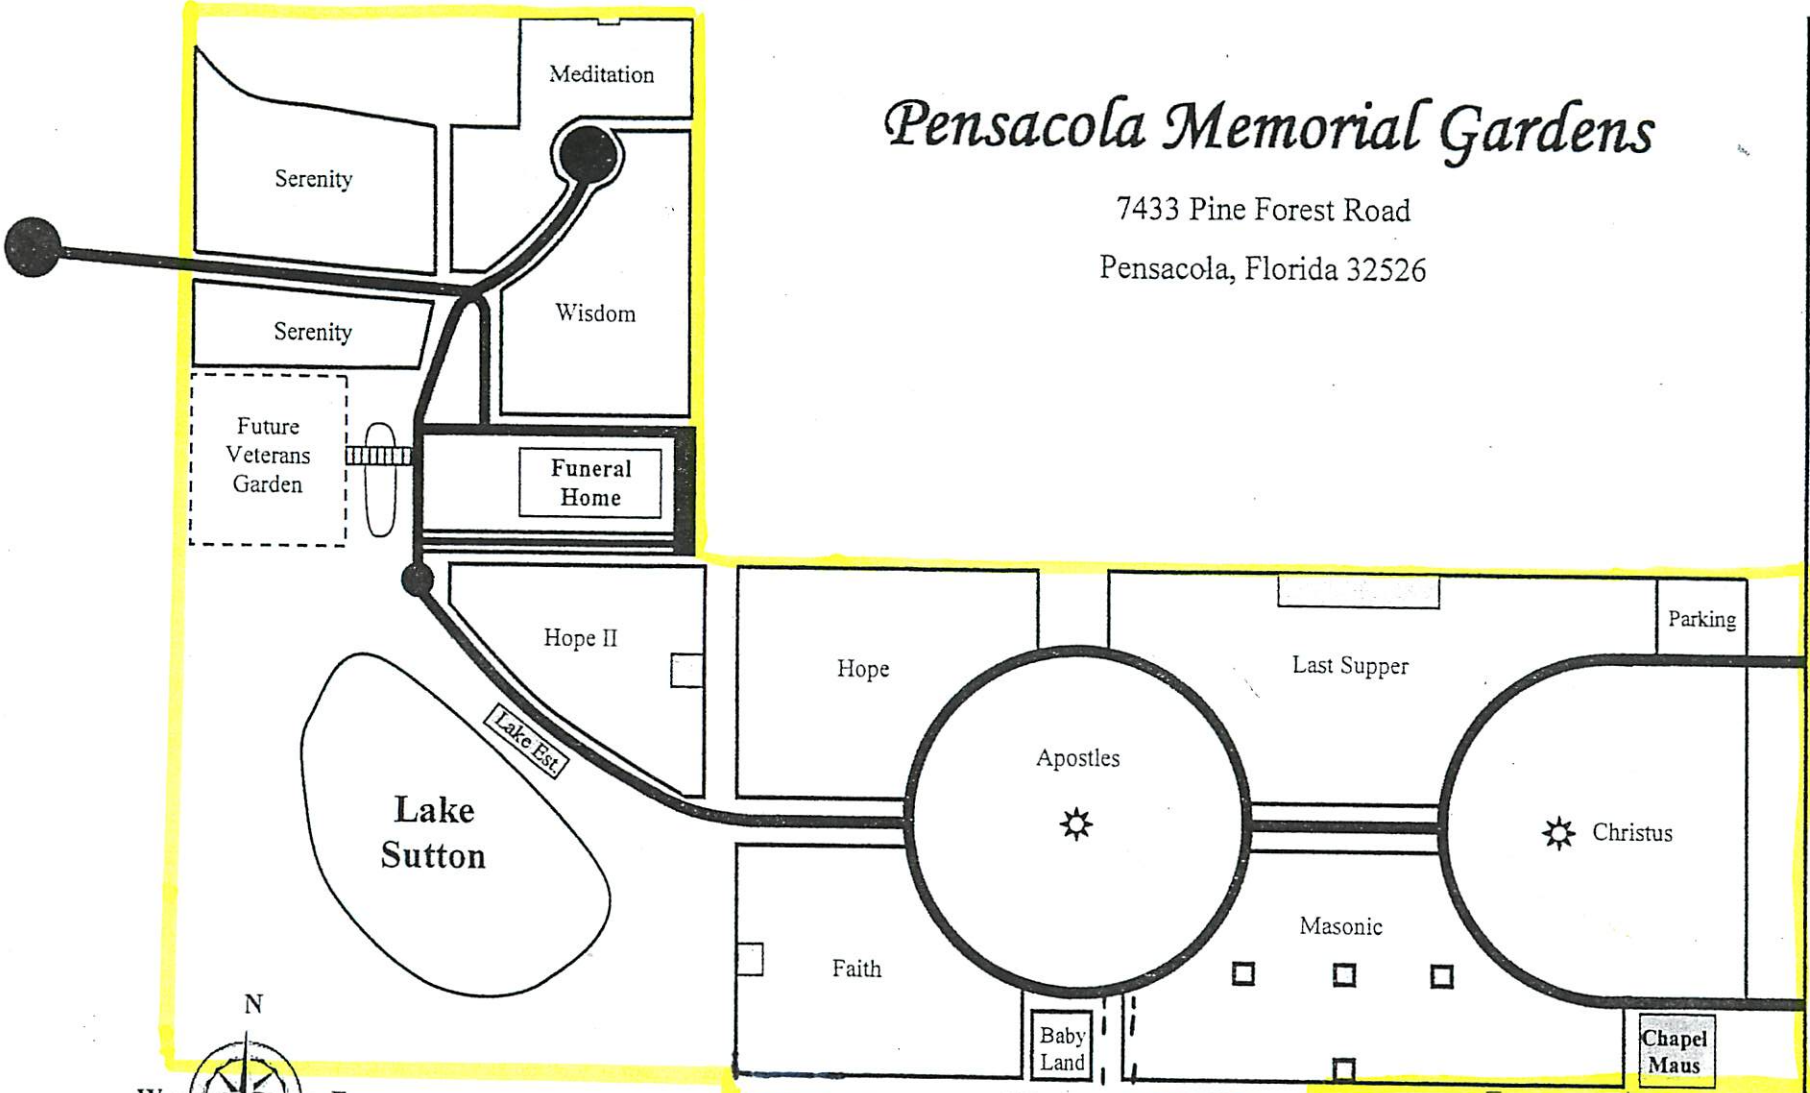 Pensacola Memorial Gardens
7433 Pine Forest Road
Pensacola, Florida 32526
Meditation
Serenity
Wisdom
Serenity
Future
Veterans
Garden
Funeral
Home
Parking
Hope II
Hope
Last Supper
Lake Est.
Apostles
Lake
Sutton
Christus
Masonic
Faith
N
Baby
Land
Chapel
Maus